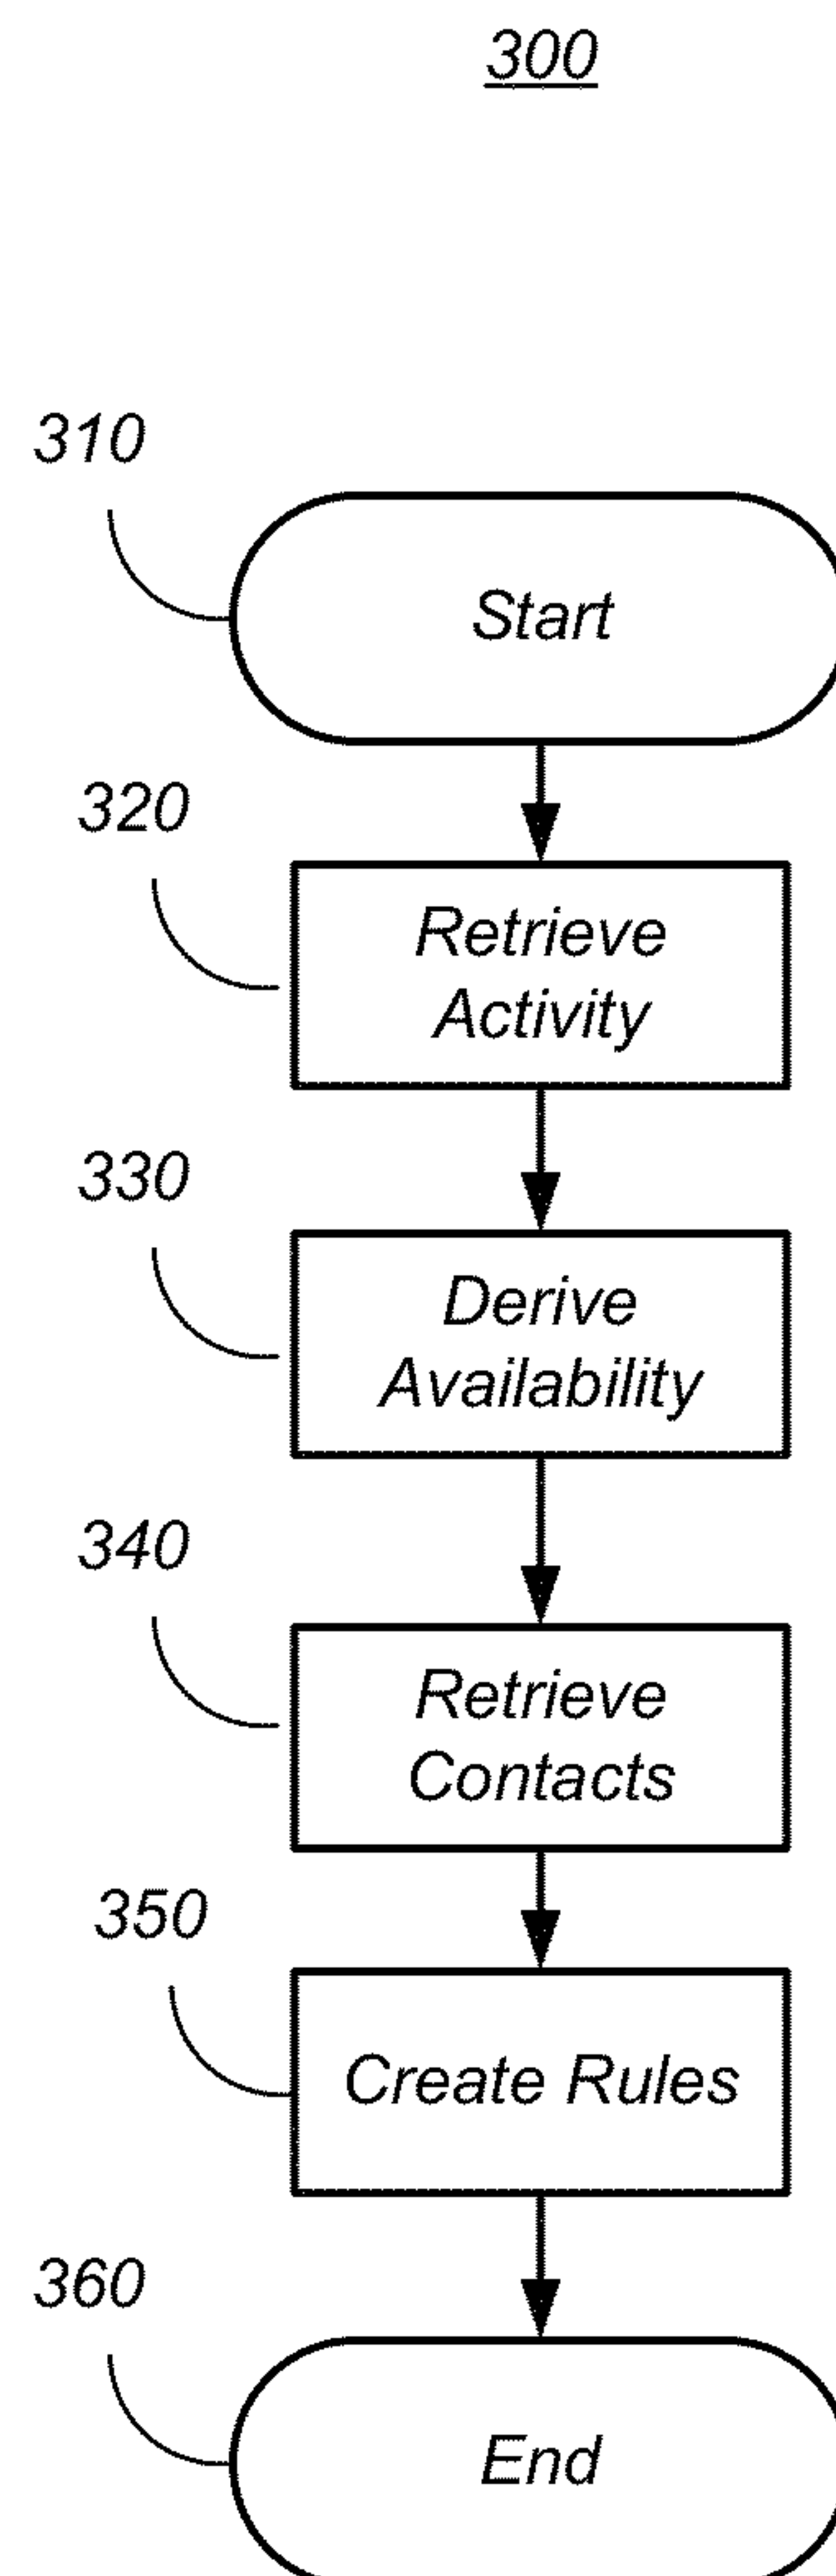 300
310
Start
320
Retrieve
Activity
330
Derive
Availability
340
Retrieve
Contacts
350
Create Rules
360
End